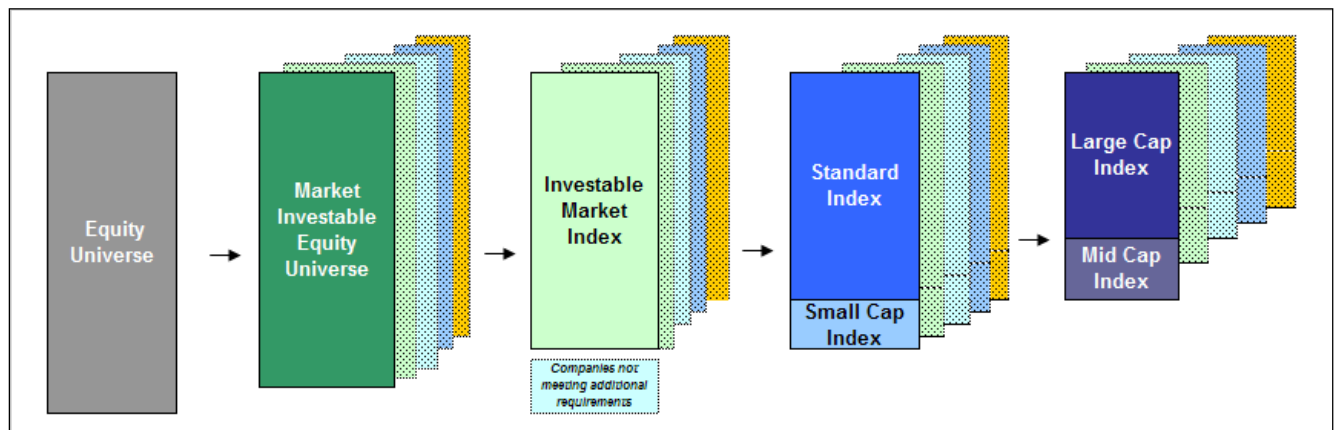 Equity
Universe
Market
Investable
Equity
Universe
Investable
Market
Index
Companies not
meeting additional
requirements
Standard
Index
Small Cap
Index
Large Cap
Index
Mid Cap
Index